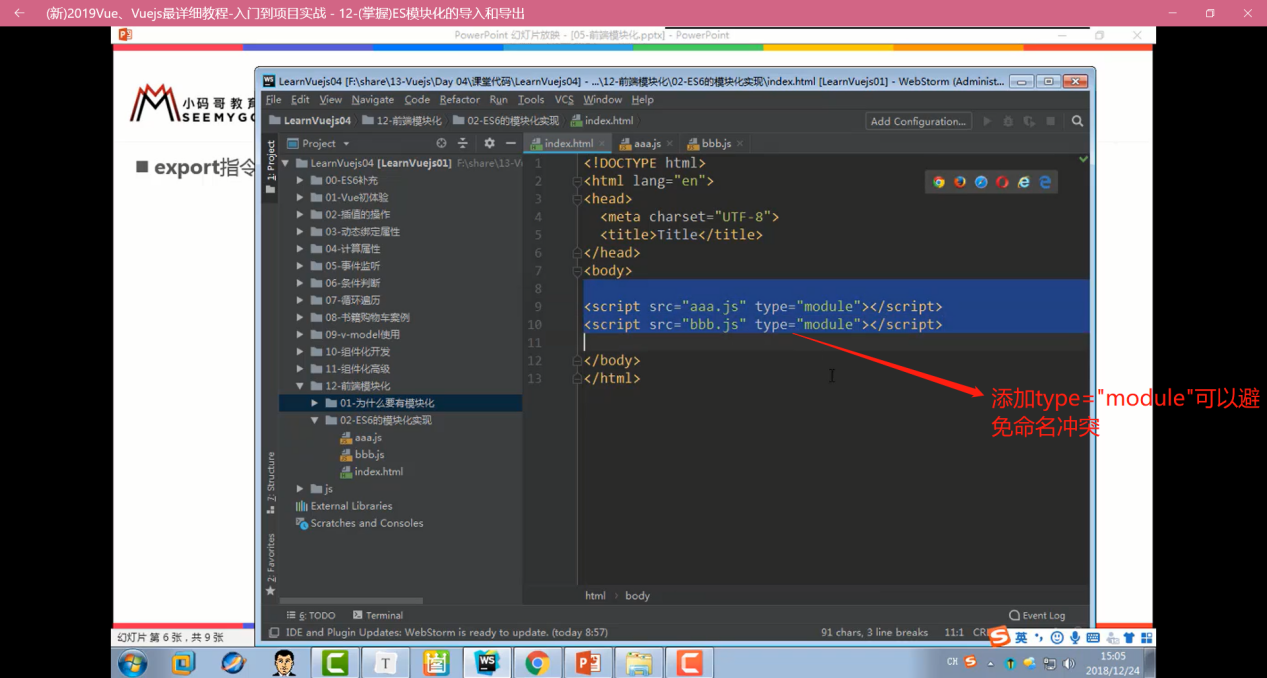 (新)2019Vue、Vuejs最详细教程-入门到项目实战 - 12-(掌握)ES模块化的导入和导出
PowerPoint 幻灯片放映 - [05-前端模块化.pptx] - PowerPoint
小码哥教育
SEEMYGO
■ export指令
LearnVuejs04 [F:\share\13-Vuejs\Day 04\课堂代码\LearnVuejs04] - ...\12-前端模块化\02-ES6的模块化实现\index.html [LearnVuejs01] - WebStorm (Administ...
File Edit View Navigate Code Refactor Run Tools VCS Window Help
LearnVuejs04 12-前端模块化 02-ES6的模块化实现 index.html
Add Configuration...
1: Project
Project
LearnVuejs04 [LearnVuejs01] F:\share\13-V
00-ES6补充
01-Vue初体验
02-插值的操作
03-动态绑定属性
04-计算属性
05-事件监听
06-条件判断
07-循环遍历
08-书籍购物车案例
09-v-model使用
10-组件化开发
11-组件化高级
12-前端模块化
01-为什么要有模块化
02-ES6的模块化实现
aaa.js
bbb.js
index.html
js
External Libraries
Scratches and Consoles
7: Structure
2: Favorites
index.html aaa.js bbb.js
1 <!DOCTYPE html>
2 <html lang="en">
3 <head>
4 <meta charset="UTF-8">
5 <title>Title</title>
6 </head>
7 <body>
8
9 <script src="aaa.js" type="module"></script>
10 <script src="bbb.js" type="module"></script>
11
12 </body>
13 </html>
添加type="module"可以避
免命名冲突
html › body
6: TODO Terminal
Event Log
IDE and Plugin Updates: WebStorm is ready to update. (today 8:57)
91 chars, 3 line breaks 11:1 CR
英
幻灯片 第 6 张，共 9 张
CH
15:05
2018/12/24